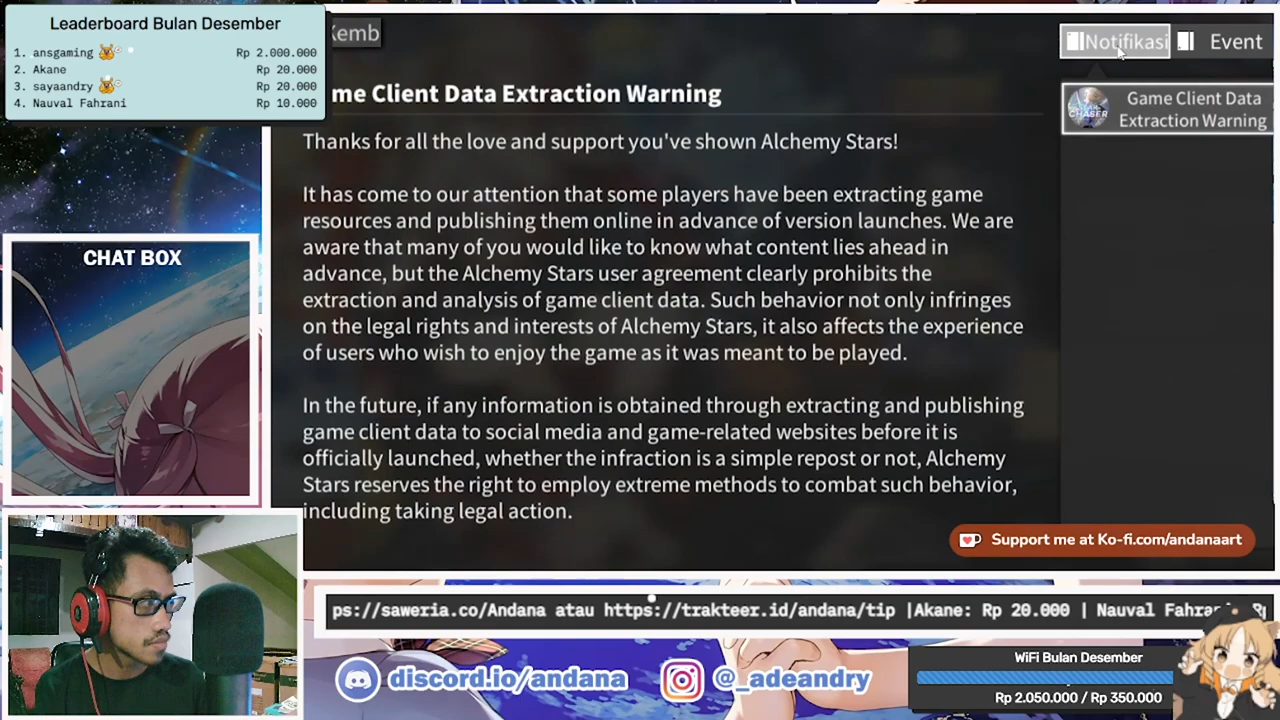 Leaderboard Bulan Desember
1. ansgaming Rp 2.000.000
2. Akane Rp 20.000
3. sayaandry Rp 20.000
4. Nauval Fahrani Rp 10.000
Kemb
Notifikasi
Event
me Client Data Extraction Warning
Game Client Data
Extraction Warning
Thanks for all the love and support you've shown Alchemy Stars!
It has come to our attention that some players have been extracting game
resources and publishing them online in advance of version launches. We are
aware that many of you would like to know what content lies ahead in
advance, but the Alchemy Stars user agreement clearly prohibits the
extraction and analysis of game client data. Such behavior not only infringes
on the legal rights and interests of Alchemy Stars, it also affects the experience
of users who wish to enjoy the game as it was meant to be played.
In the future, if any information is obtained through extracting and publishing
game client data to social media and game-related websites before it is
officially launched, whether the infraction is a simple repost or not, Alchemy
Stars reserves the right to employ extreme methods to combat such behavior,
including taking legal action.
CHAT BOX
Support me at Ko-fi.com/andanaart
ps://saweria.co/Andana atau https://trakteer.id/andana/tip |Akane: Rp 20.000 | Nauval
discord.io/andana
@_adeandry
WiFi Bulan Desember
Rp 2.050.000 / Rp 350.000